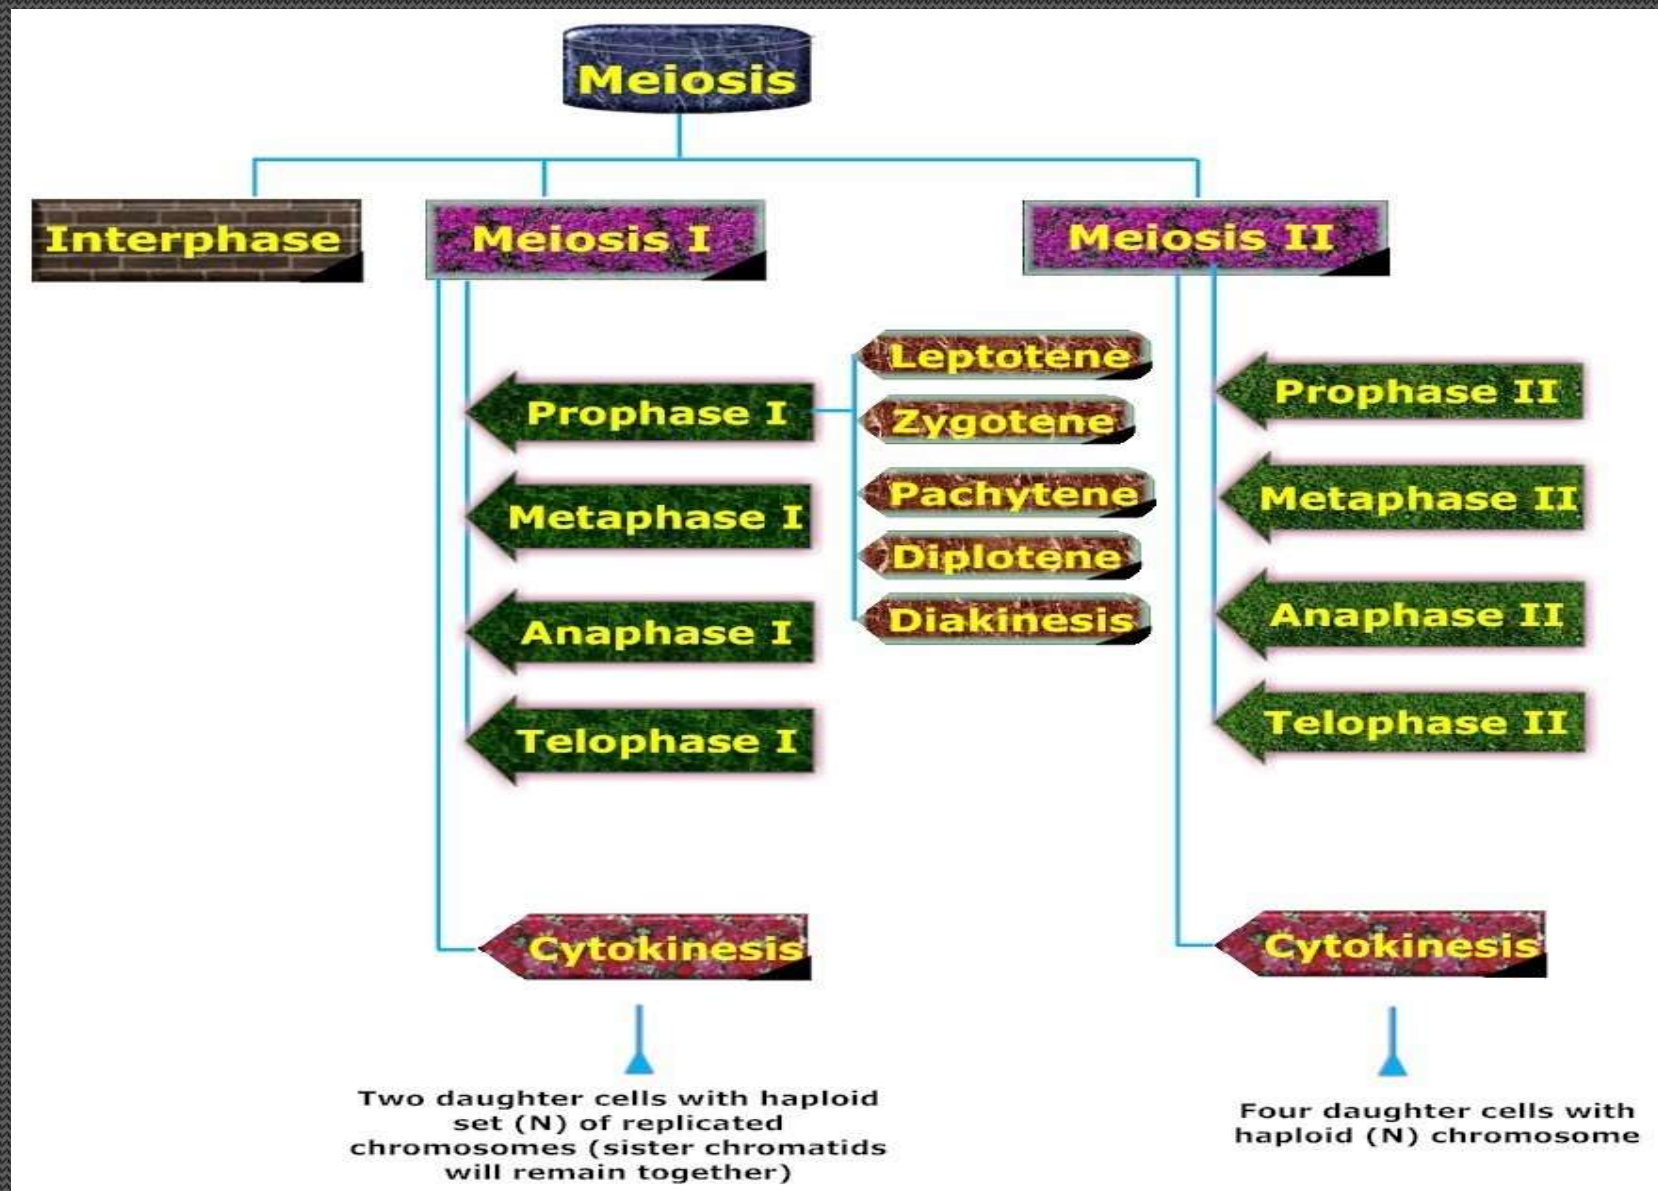 Meiosis
Interphase
Meiosis I
Meiosis II
Prophase I
Metaphase I
Anaphase I
Telophase I
Leptotene
Zygotene
Pachytene
Diplotene
Diakinesis
Prophase II
Metaphase II
Anaphase II
Telophase II
Cytokinesis
Cytokinesis
Two daughter cells with haploid
set (N) of replicated
chromosomes (sister chromatids
will remain together)
Four daughter cells with
haploid (N) chromosome